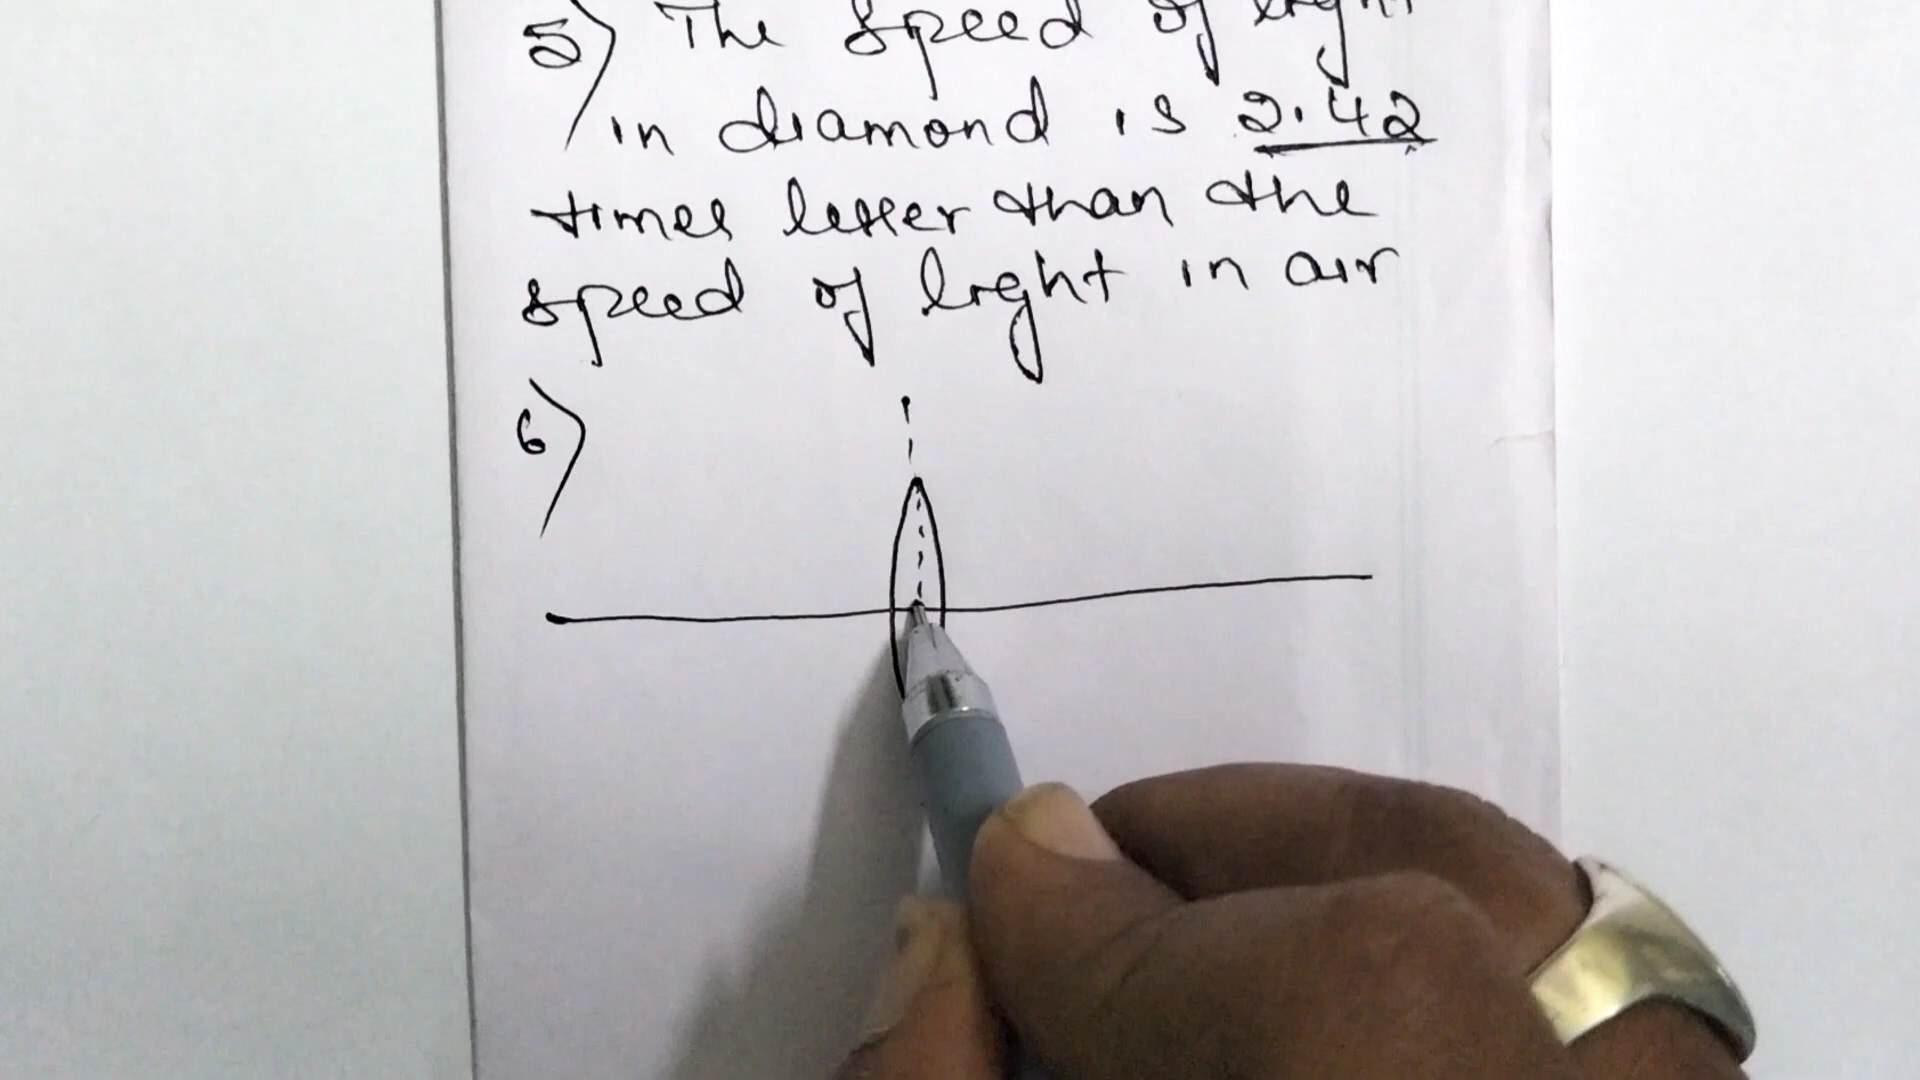 5) The speed of light
in diamond is 2.42
times lesser than the
speed of light in air
6)